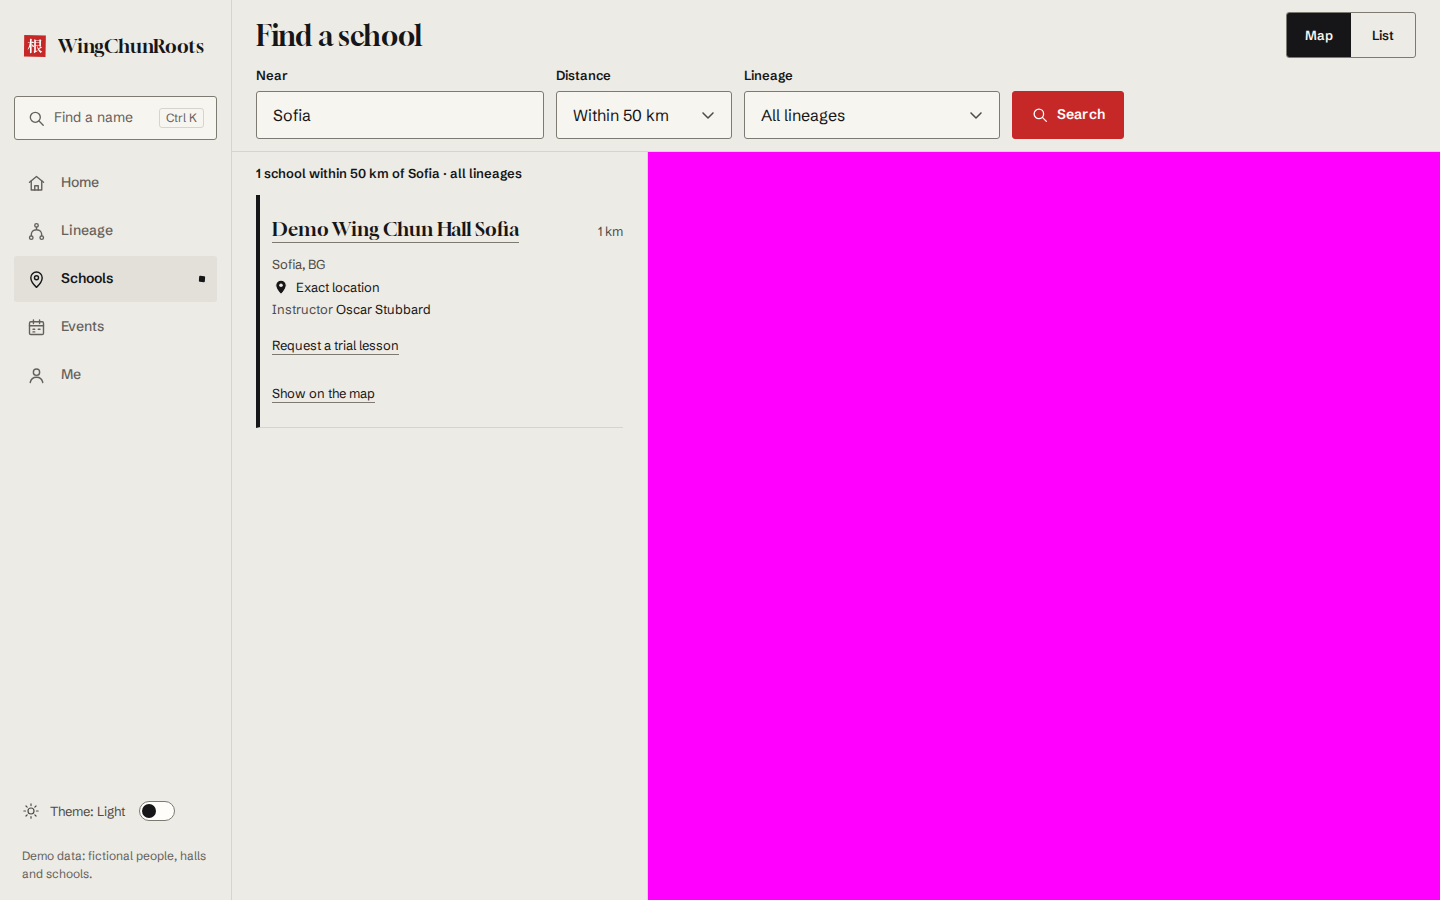 根 WingChunRoots
Find a name Ctrl K
Home
Lineage
Schools
Events
Me
Theme: Light
Demo data: fictional people, halls
and schools.
Find a school
Map List
Near Distance Lineage
Sofia Within 50 km All lineages Search
1 school within 50 km of Sofia · all lineages
Demo Wing Chun Hall Sofia 1 km
Sofia, BG
Exact location
Instructor Oscar Stubbard
Request a trial lesson
Show on the map